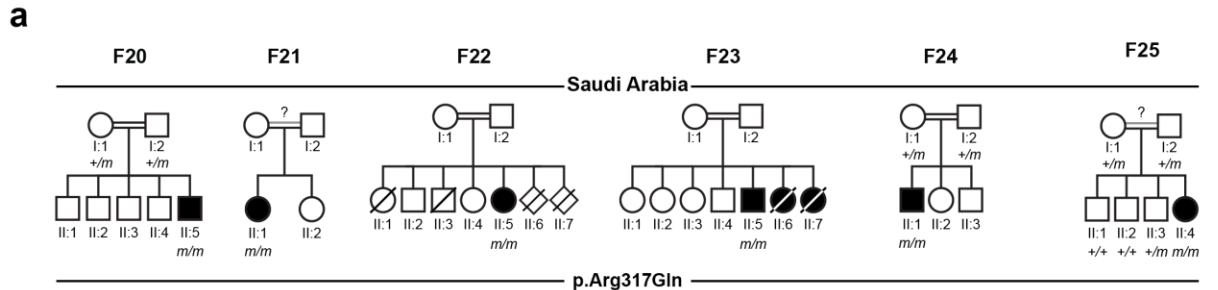 a
F20 F21 F22 F23 F24 F25
Saudi Arabia
? ?
I:1 I:2 I:1 I:2 I:1 I:2 I:1 I:2 I:1 I:2 I:1 I:2
+/m +/m +/m +/m +/m +/m
II:1 II:2 II:3 II:4 II:5 II:1 II:2 II:1 II:2 II:3 II:4 II:5 II:6 II:7 II:1 II:2 II:3 II:4 II:5 II:6 II:7 II:1 II:2 II:3 II:1 II:2 II:3 II:4
m/m m/m m/m m/m m/m +/+ +/+ +/m m/m
p.Arg317Gln